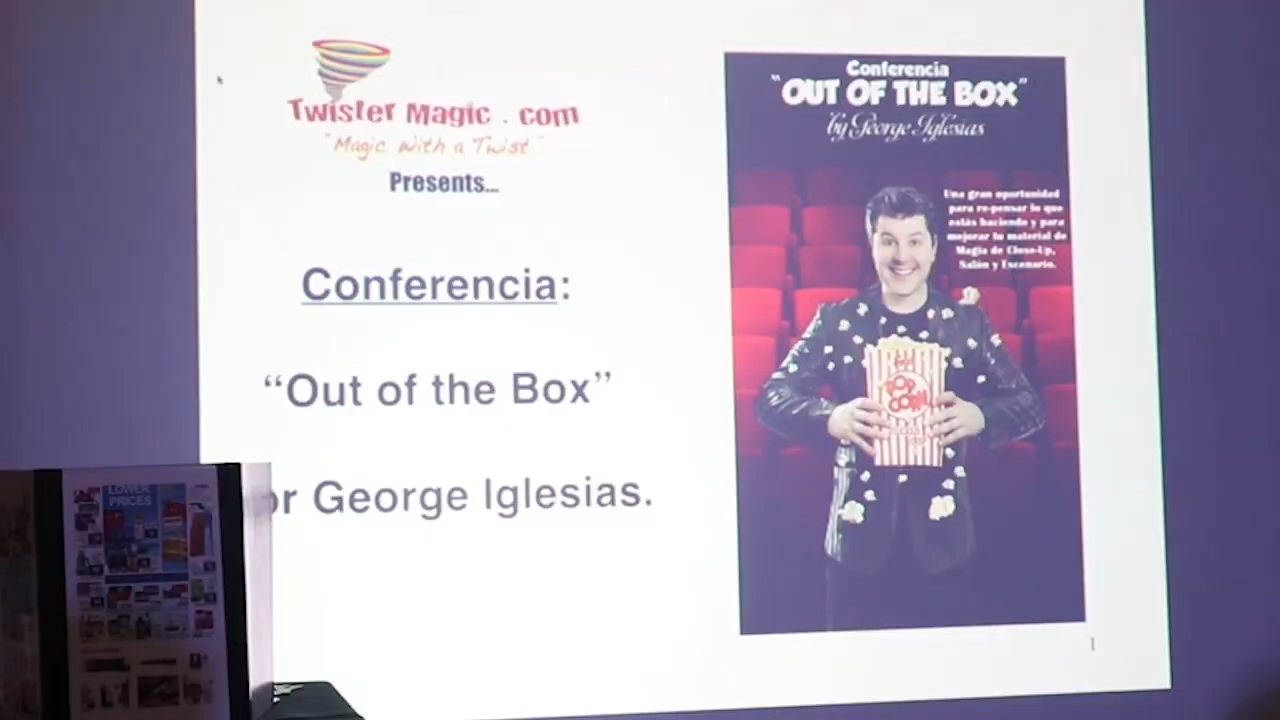 Twister Magic . com
"Magic with a Twist"
Presents...
Conferencia:
“Out of the Box”
or George Iglesias.
Conferencia
"OUT OF THE BOX"
by George Iglesias
Una gran oportunidad
para re-pensar lo que
estás haciendo y para
mejorar tu material de
Magia de Close-Up,
Salón y Escenario.
POP
CORN
LOWER
PRICES
1